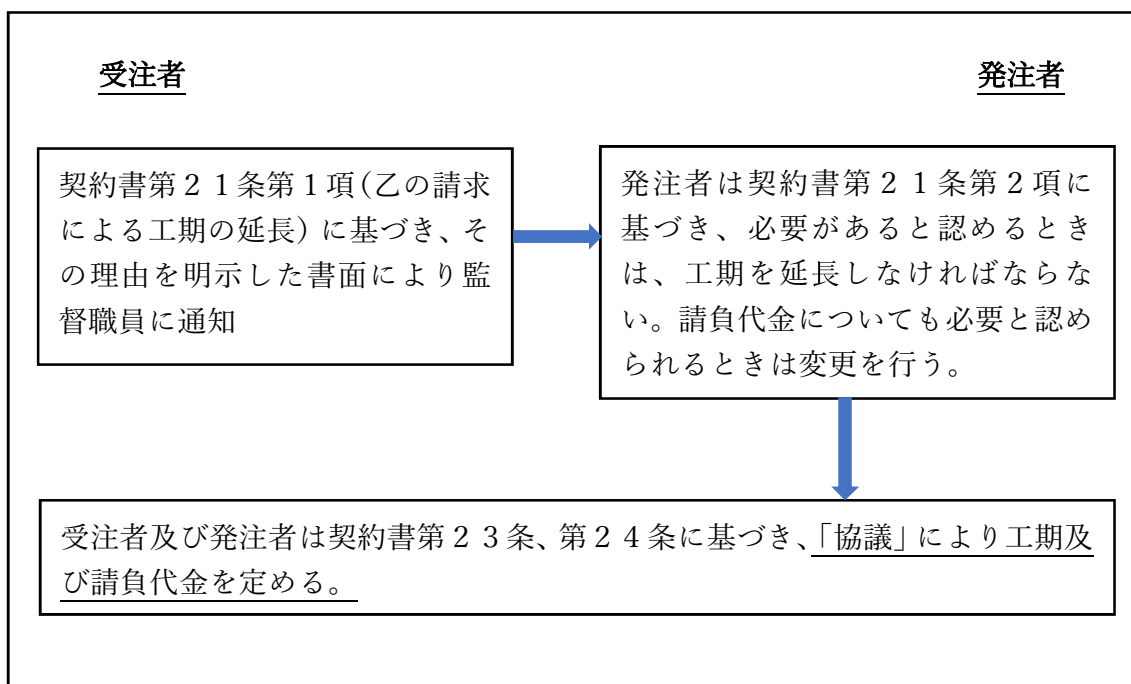 受注者
発注者
契約書第２１条第１項（乙の請求
による工期の延長）に基づき、そ
の理由を明示した書面により監
督職員に通知
発注者は契約書第２１条第２項に
基づき、必要があると認めるとき
は、工期を延長しなければならな
い。請負代金についても必要と認め
られるときは変更を行う。
受注者及び発注者は契約書第２３条、第２４条に基づき、「協議」により工期及
び請負代金を定める。